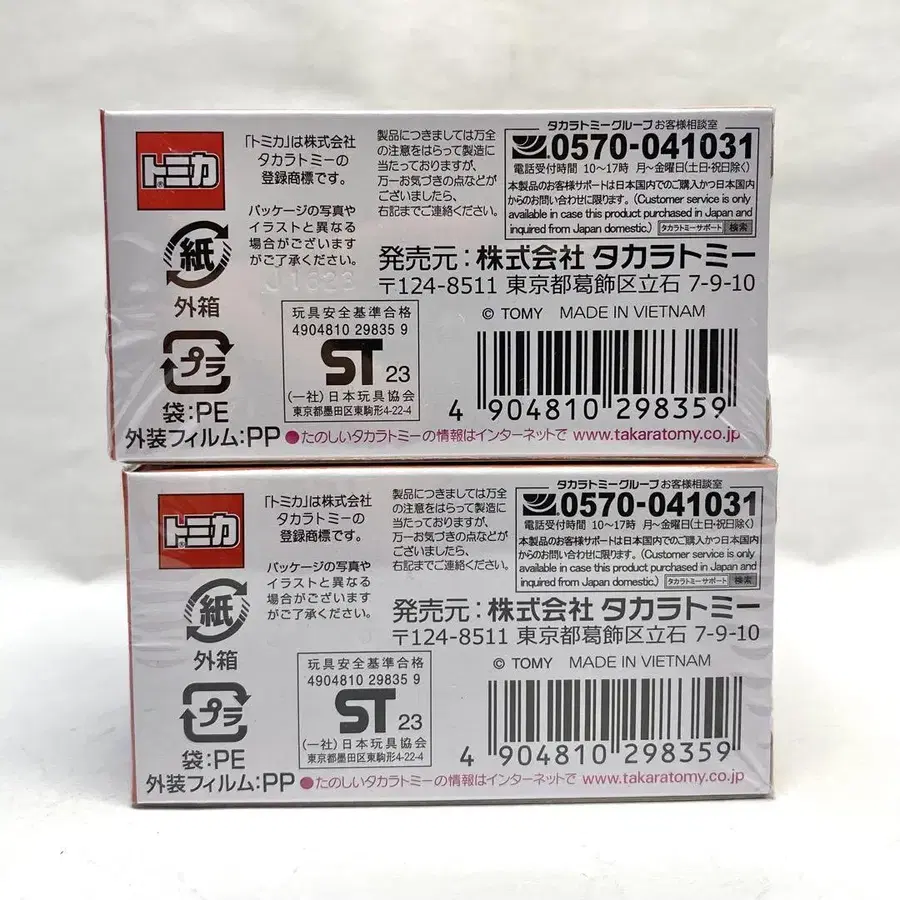 トミカ
「トミカ」は株式会社
タカラトミーの
登録商標です。
パッケージの写真や
イラストと異なる
場合がございます
がご了承ください。
製品につきましては万全
の注意をはらって製造に
当たっておりますが、
万一お気づきの点などが
ございましたら、
右記までご連絡ください。
タカラトミーグループ お客様相談室
0570-041031
電話受付時間 10〜17時 月〜金曜日(土日・祝日除く)
本製品のお客様サポートは日本国内でのご購入かつ日本国内
からのお問い合わせに限ります。(Customer service is only
available in case this product purchased in Japan and
inquired from Japan domestic.) タカラトミーサポート 検索
発売元:株式会社 タカラトミー
〒124-8511 東京都葛飾区立石 7-9-10
© TOMY MADE IN VIETNAM
紙
外箱
プラ
袋:PE
外装フィルム:PP
玩具安全基準合格
4904810 29835 9
ST 23
(一社)日本玩具協会
東京都墨田区東駒形4-22-4
4 904810 298359
●たのしいタカラトミーの情報はインターネットで www.takaratomy.co.jp
トミカ
「トミカ」は株式会社
タカラトミーの
登録商標です。
パッケージの写真や
イラストと異なる
場合がございます
がご了承ください。
製品につきましては万全
の注意をはらって製造に
当たっておりますが、
万一お気づきの点などが
ございましたら、
右記までご連絡ください。
タカラトミーグループ お客様相談室
0570-041031
電話受付時間 10〜17時 月〜金曜日(土日・祝日除く)
本製品のお客様サポートは日本国内でのご購入かつ日本国内
からのお問い合わせに限ります。(Customer service is only
available in case this product purchased in Japan and
inquired from Japan domestic.) タカラトミーサポート 検索
発売元:株式会社 タカラトミー
〒124-8511 東京都葛飾区立石 7-9-10
© TOMY MADE IN VIETNAM
紙
外箱
プラ
袋:PE
外装フィルム:PP
玩具安全基準合格
4904810 29835 9
ST 23
(一社)日本玩具協会
東京都墨田区東駒形4-22-4
4 904810 298359
●たのしいタカラトミーの情報はインターネットで www.takaratomy.co.jp